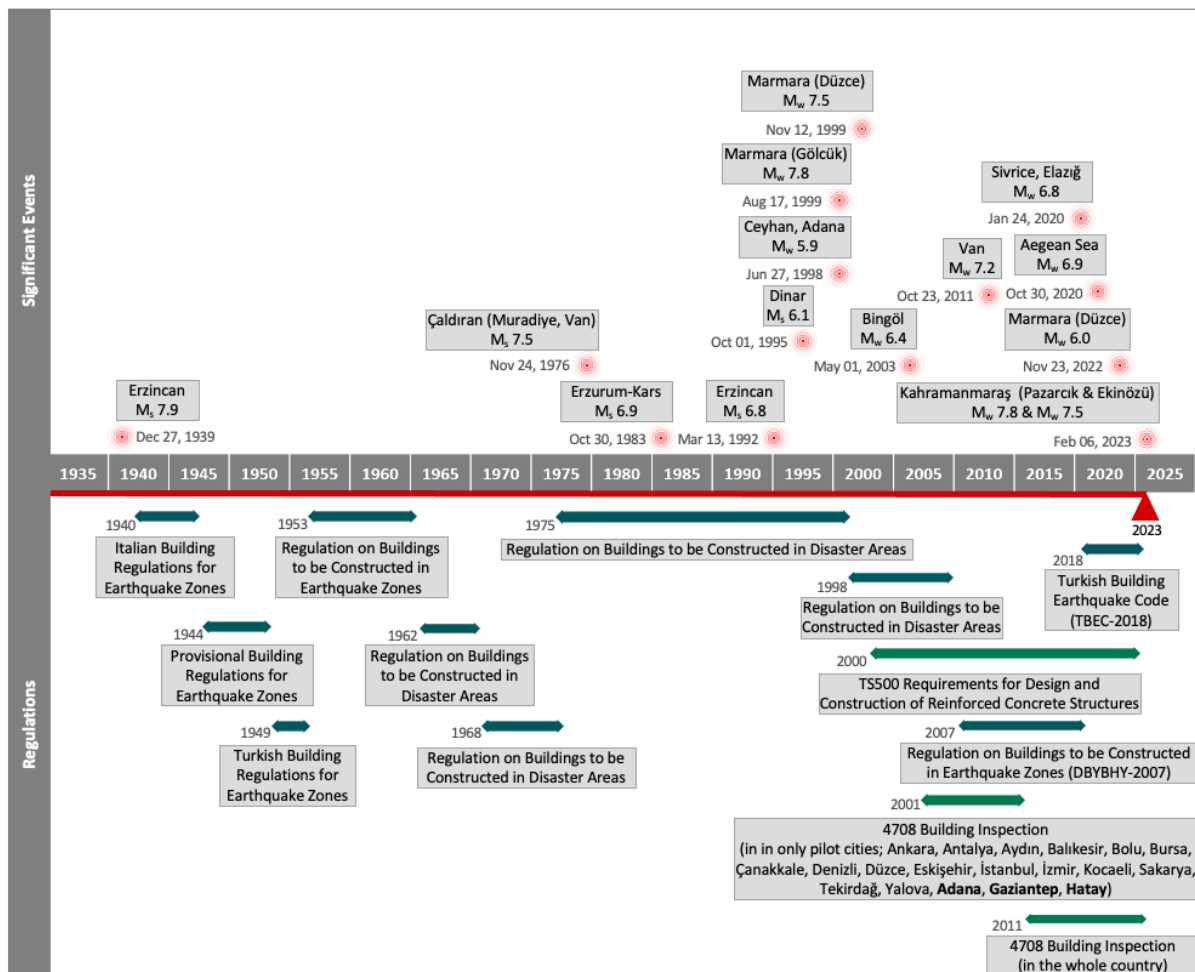 Significant Events
Marmara (Düzce)
Mw 7.5
Nov 12, 1999
Marmara (Gölcük)
Mw 7.8
Aug 17, 1999
Ceyhan, Adana
Mw 5.9
Jun 27, 1998
Dinar
Ms 6.1
Oct 01, 1995
Sivrice, Elazığ
Mw 6.8
Jan 24, 2020
Van
Mw 7.2
Oct 23, 2011
Aegean Sea
Mw 6.9
Oct 30, 2020
Çaldıran (Muradiye, Van)
Ms 7.5
Nov 24, 1976
Bingöl
Mw 6.4
May 01, 2003
Marmara (Düzce)
Mw 6.0
Nov 23, 2022
Erzincan
Ms 7.9
Dec 27, 1939
Erzurum-Kars
Ms 6.9
Oct 30, 1983
Erzincan
Ms 6.8
Mar 13, 1992
Kahramanmaraş (Pazarcık & Ekinözü)
Mw 7.8 & Mw 7.5
Feb 06, 2023
1935 1940 1945 1950 1955 1960 1965 1970 1975 1980 1985 1990 1995 2000 2005 2010 2015 2020 2025
2023
Regulations
1940
Italian Building
Regulations for
Earthquake Zones
1953
Regulation on Buildings
to be Constructed in
Earthquake Zones
1975
Regulation on Buildings to be Constructed in Disaster Areas
2018
Turkish Building
Earthquake Code
(TBEC-2018)
1998
Regulation on Buildings to be
Constructed in Disaster Areas
1944
Provisional Building
Regulations for
Earthquake Zones
1962
Regulation on Buildings
to be Constructed in
Disaster Areas
2000
TS500 Requirements for Design and
Construction of Reinforced Concrete Structures
1949
Turkish Building
Regulations for
Earthquake Zones
1968
Regulation on Buildings to be
Constructed in Disaster Areas
2007
Regulation on Buildings to be Constructed
in Earthquake Zones (DBYBHY-2007)
2001
4708 Building Inspection
(in in only pilot cities; Ankara, Antalya, Aydın, Balıkesir, Bolu, Bursa,
Çanakkale, Denizli, Düzce, Eskişehir, İstanbul, İzmir, Kocaeli, Sakarya,
Tekirdağ, Yalova, Adana, Gaziantep, Hatay)
2011
4708 Building Inspection
(in the whole country)